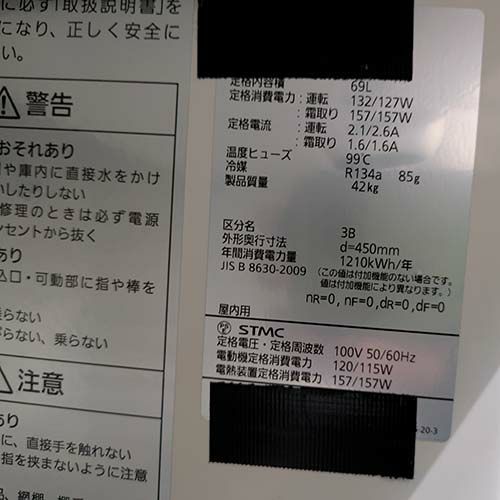 に必ず「取扱説明書」を
になり、正しく安全に
い。
⚠警告
おそれあり
や庫内に直接水をかけ
いたりしない
修理のときは必ず電源
ンセントから抜く
あり
込口・可動部に指や棒を
らない
らない、乗らない
注意
あり
に、直接手を触れない
指を挟まないように注意
定格内容積 69L
定格消費電力：運転 132/127W
：霜取り 157/157W
定格電流：運転 2.1/2.6A
：霜取り 1.6/1.6A
温度ヒューズ 99℃
冷媒 R134a 85g
製品質量 42kg
区分名 3B
外形奥行寸法 d=450mm
年間消費電力量 1210kWh/年
JIS B 8630-2009 (この値は付加機能のない場合です。
値は付加機能により異なります。)
nR=0, nF=0, dR=0, dF=0
屋内用
STMC
定格電圧・定格周波数 100V 50/60Hz
電動機定格消費電力 120/115W
電熱装置定格消費電力 157/157W
20-3